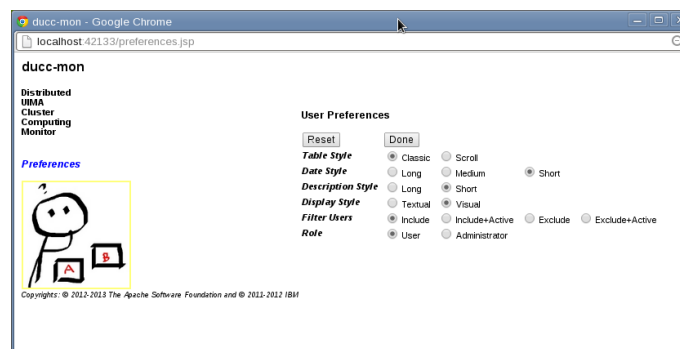 ducc-mon - Google Chrome
localhost:42133/preferences.jsp
ducc-mon
Distributed
UIMA
Cluster
Computing
Monitor
Preferences
A
B
Copyrights: © 2012-2013 The Apache Software Foundation and © 2011-2012 IBM
User Preferences
Reset Done
Table Style Classic Scroll
Date Style Long Medium Short
Description Style Long Short
Display Style Textual Visual
Filter Users Include Include+Active Exclude Exclude+Active
Role User Administrator